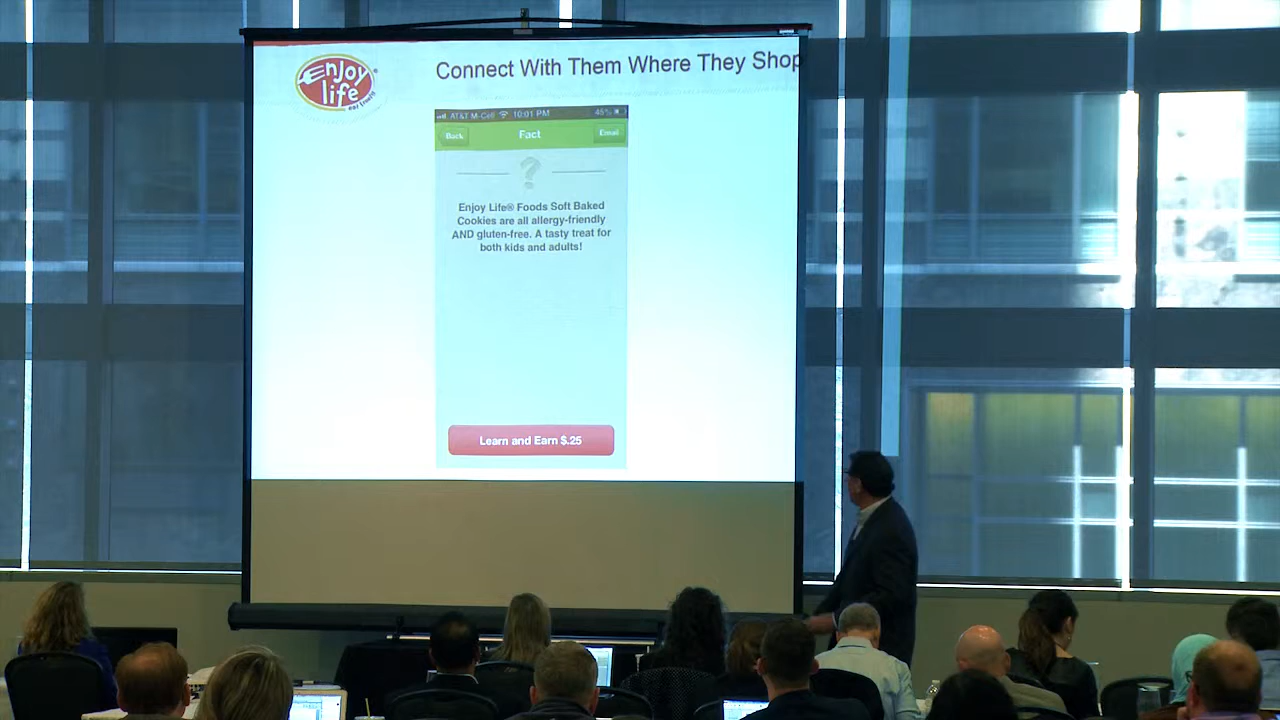 Enjoy
life
eat freely
Connect With Them Where They Shop
AT&T M-Cell 10:01 PM 45%
Back
Fact
Email
?
Enjoy Life® Foods Soft Baked
Cookies are all allergy-friendly
AND gluten-free. A tasty treat for
both kids and adults!
Learn and Earn $.25